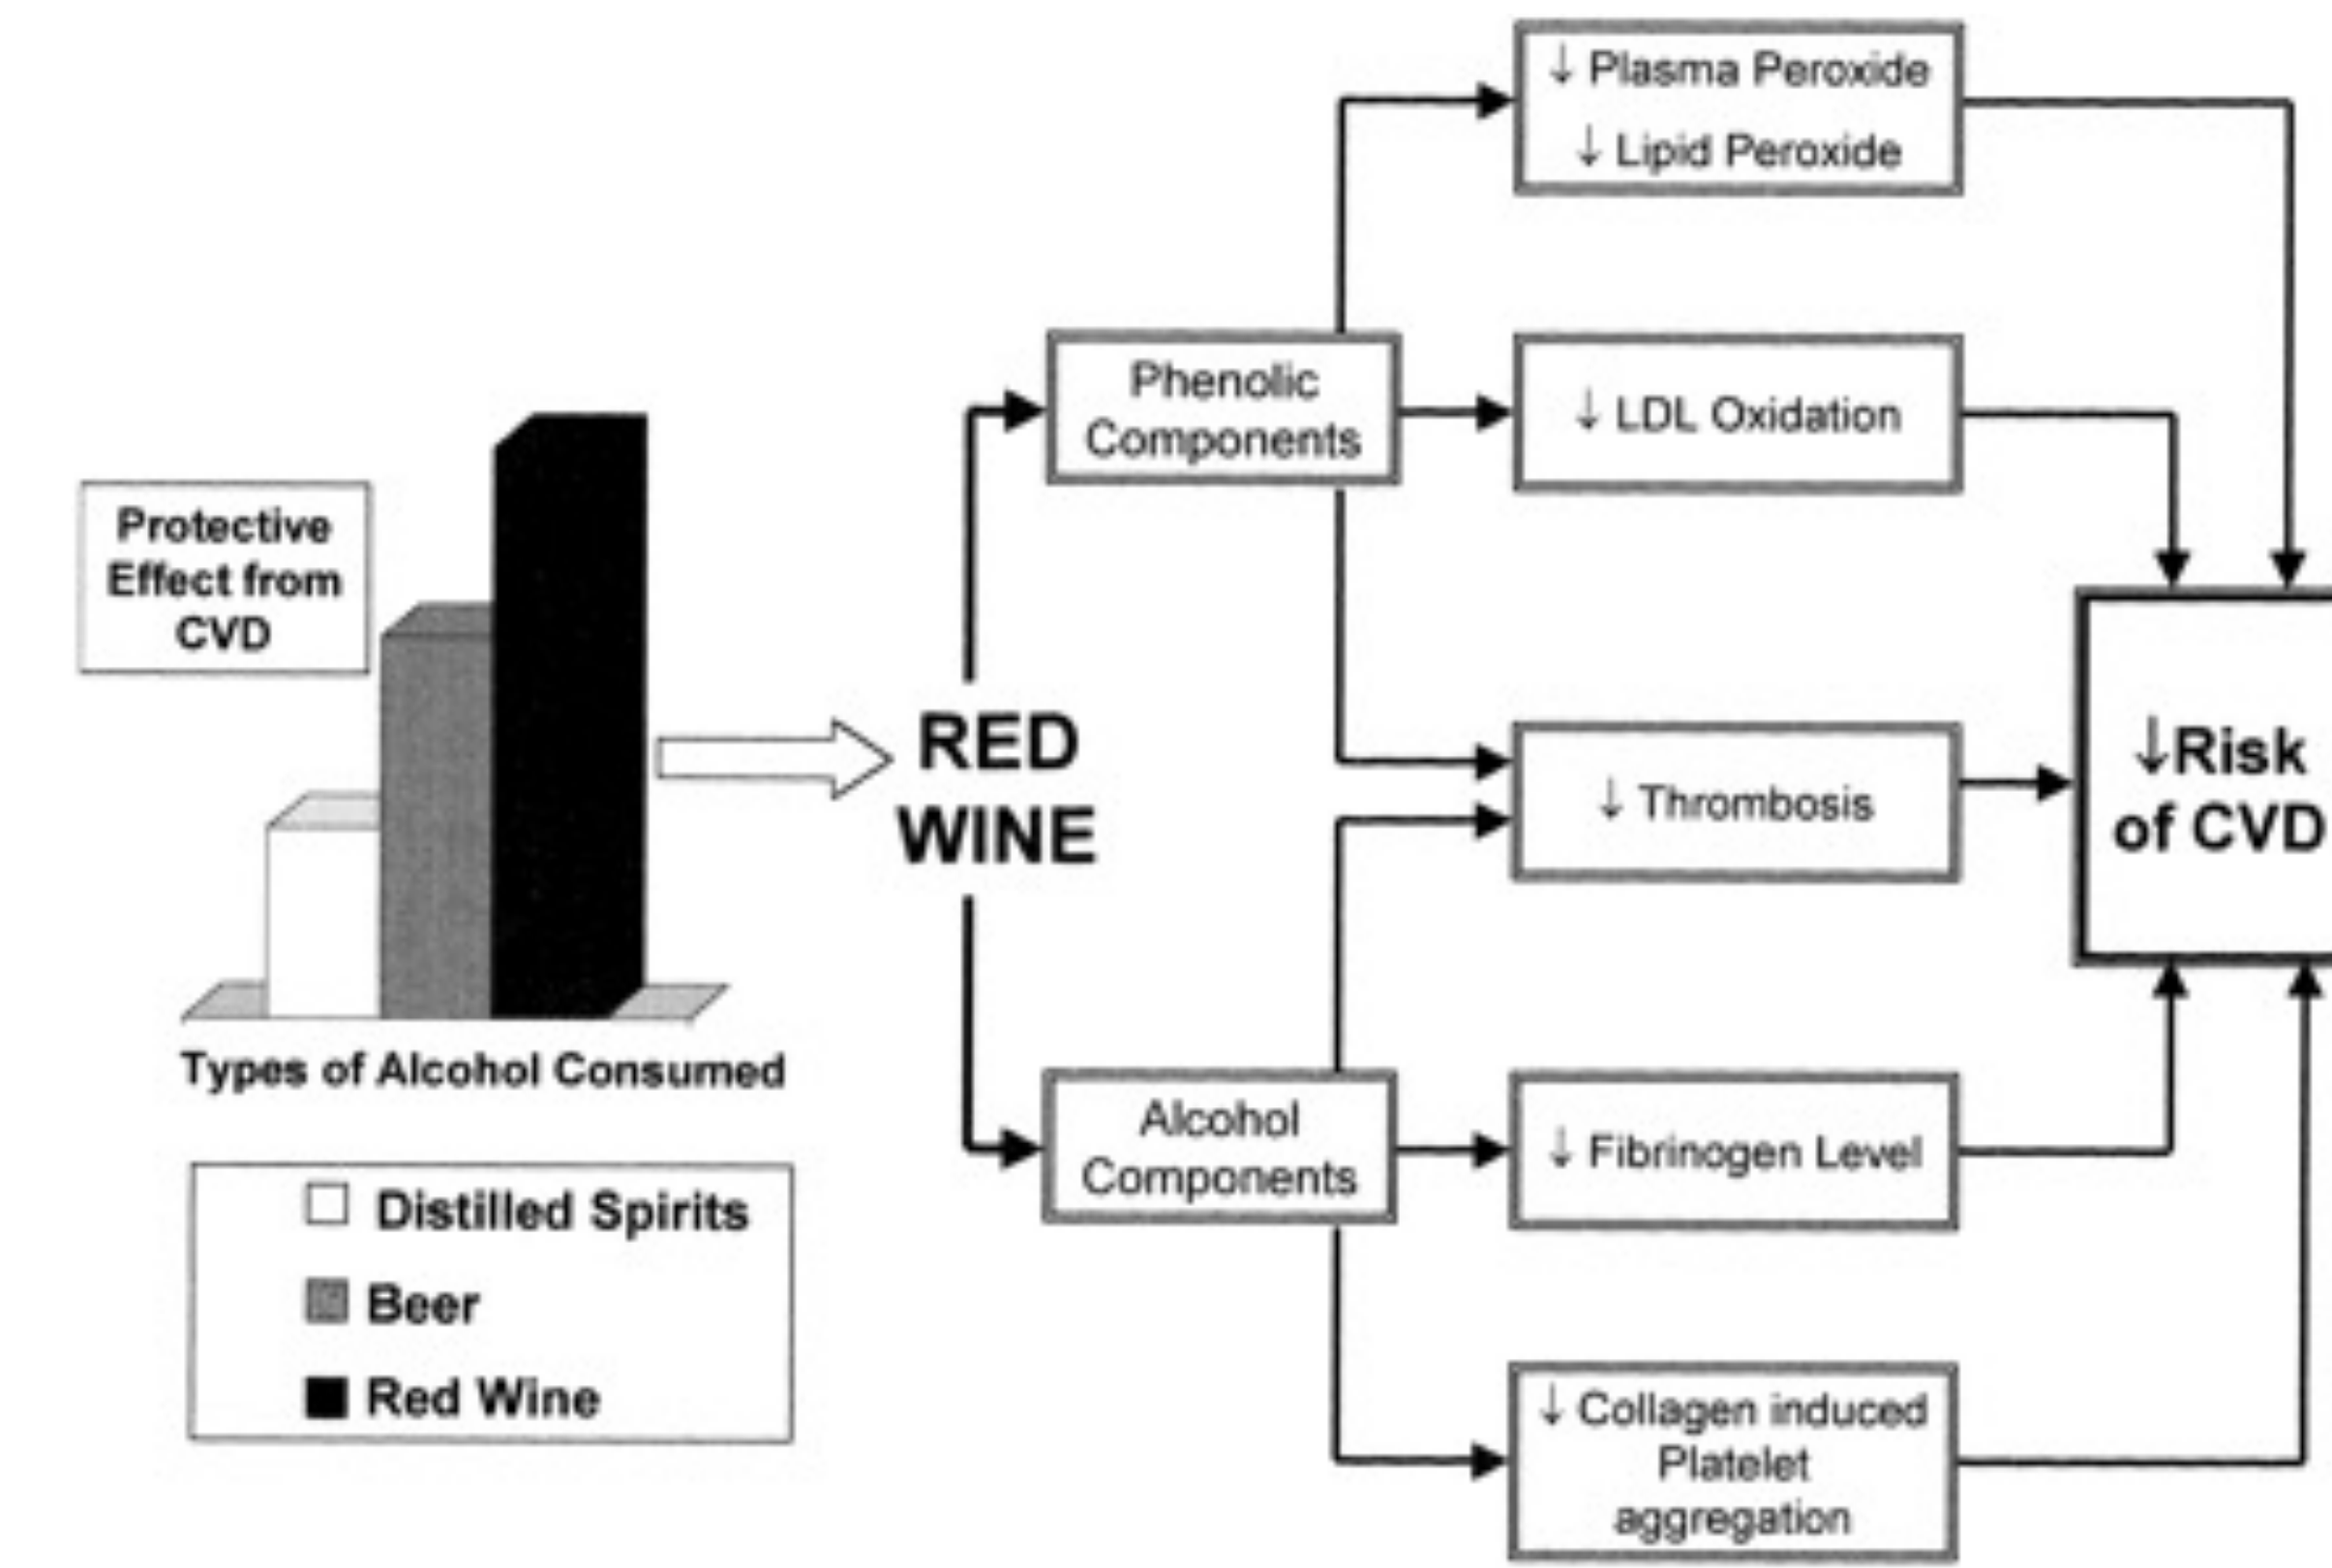 Protective
Effect from
CVD
Types of Alcohol Consumed
Distilled Spirits
Beer
Red Wine
RED
WINE
Phenolic
Components
Alcohol
Components
↓ Plasma Peroxide
↓ Lipid Peroxide
↓ LDL Oxidation
↓ Thrombosis
↓ Fibrinogen Level
↓ Collagen induced
Platelet
aggregation
↓Risk
of CVD